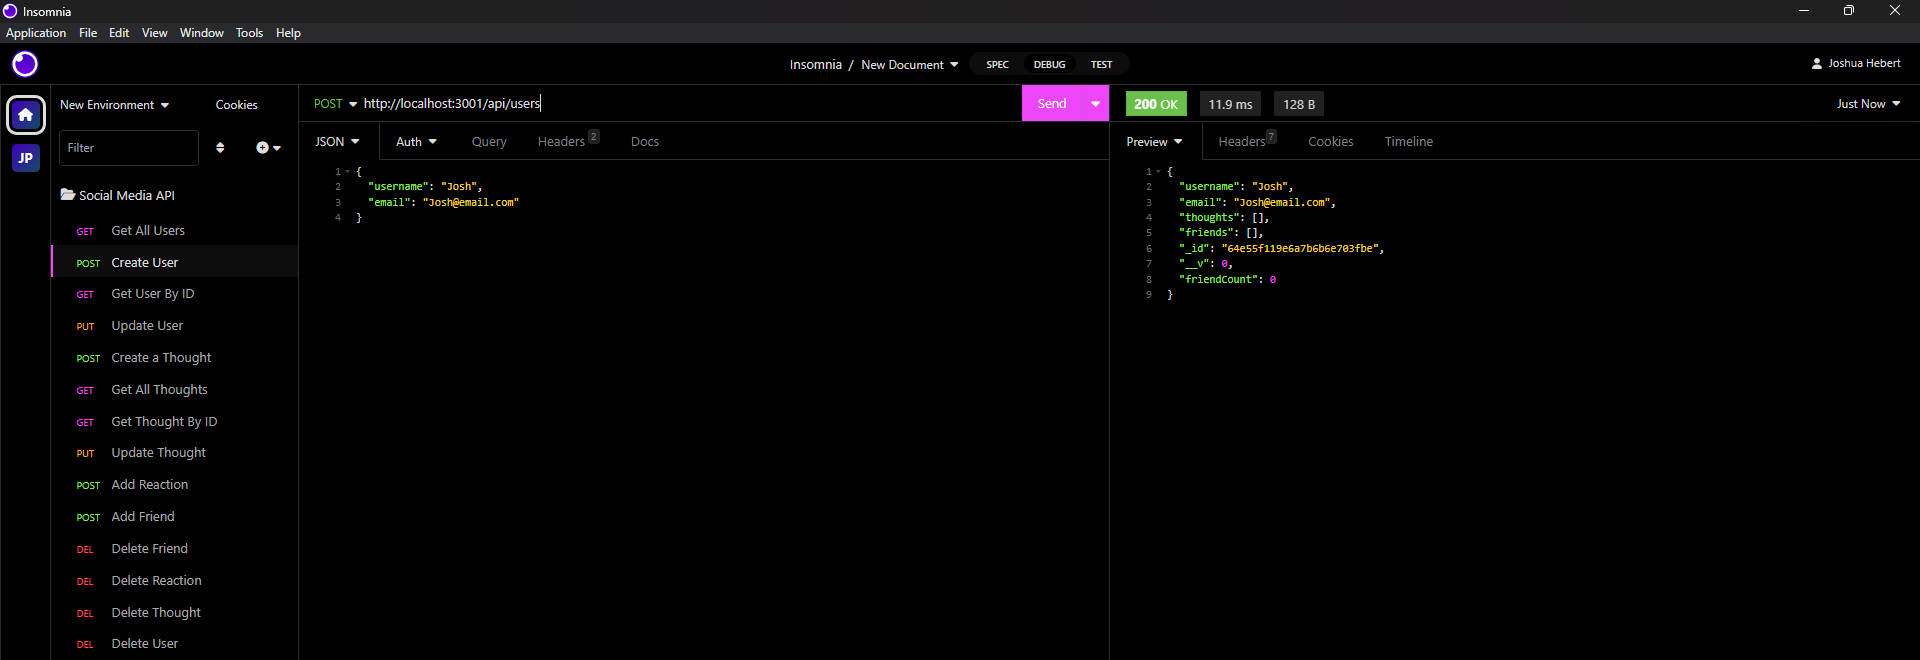 Insomnia
Application File Edit View Window Tools Help
Insomnia / New Document SPEC DEBUG TEST Joshua Hebert
New Environment Cookies
POST http://localhost:3001/api/users Send 200 OK 11.9 ms 128 B Just Now
JSON Auth Query Headers 2 Docs
Preview Headers 7 Cookies Timeline
Filter
JP
Social Media API
GET Get All Users
POST Create User
GET Get User By ID
PUT Update User
POST Create a Thought
GET Get All Thoughts
GET Get Thought By ID
PUT Update Thought
POST Add Reaction
POST Add Friend
DEL Delete Friend
DEL Delete Reaction
DEL Delete Thought
DEL Delete User
1 {
2 "username": "Josh",
3 "email": "Josh@email.com"
4 }
1 {
2 "username": "Josh",
3 "email": "Josh@email.com",
4 "thoughts": [],
5 "friends": [],
6 "_id": "64e55f119e6a7b6b6e703fbe",
7 "__v": 0,
8 "friendCount": 0
9 }